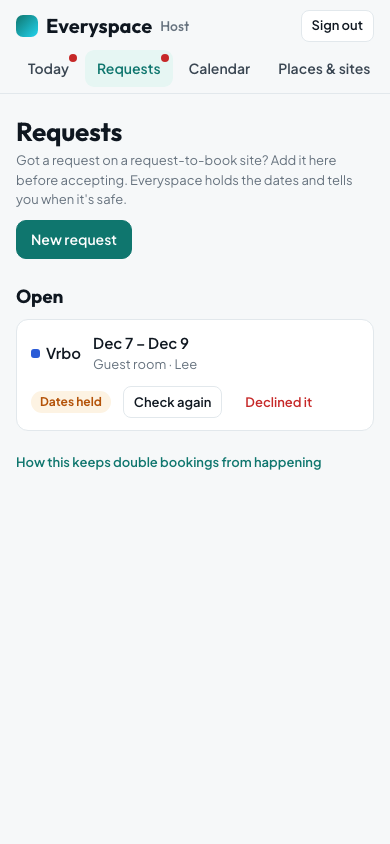 Everyspace Host
Sign out
Today
Requests
Calendar
Places & sites
Requests
Got a request on a request-to-book site? Add it here
before accepting. Everyspace holds the dates and tells
you when it's safe.
New request
Open
Vrbo
Dec 7 – Dec 9
Guest room · Lee
Dates held
Check again
Declined it
How this keeps double bookings from happening